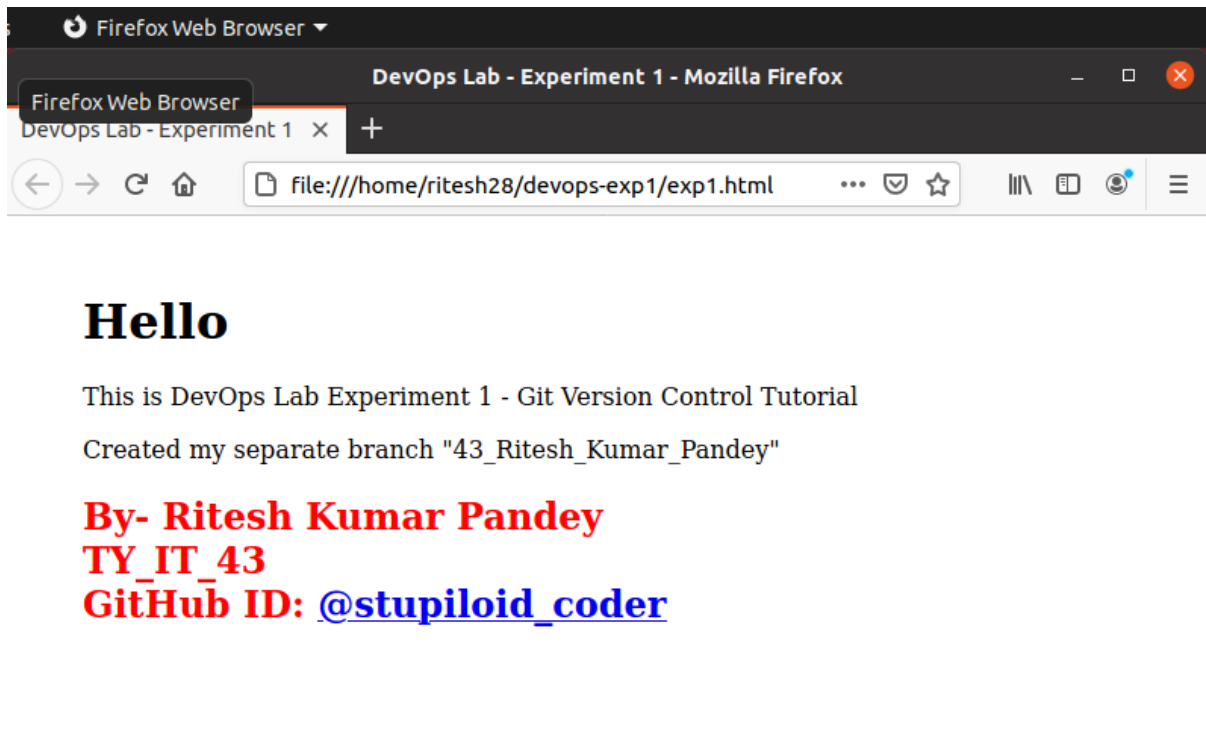 Firefox Web Browser
DevOps Lab - Experiment 1 - Mozilla Firefox
Firefox Web Browser
DevOps Lab - Experiment 1
file:///home/ritesh28/devops-exp1/exp1.html
Hello
This is DevOps Lab Experiment 1 - Git Version Control Tutorial
Created my separate branch "43_Ritesh_Kumar_Pandey"
By- Ritesh Kumar Pandey
TY_IT_43
GitHub ID: @stupiloid_coder